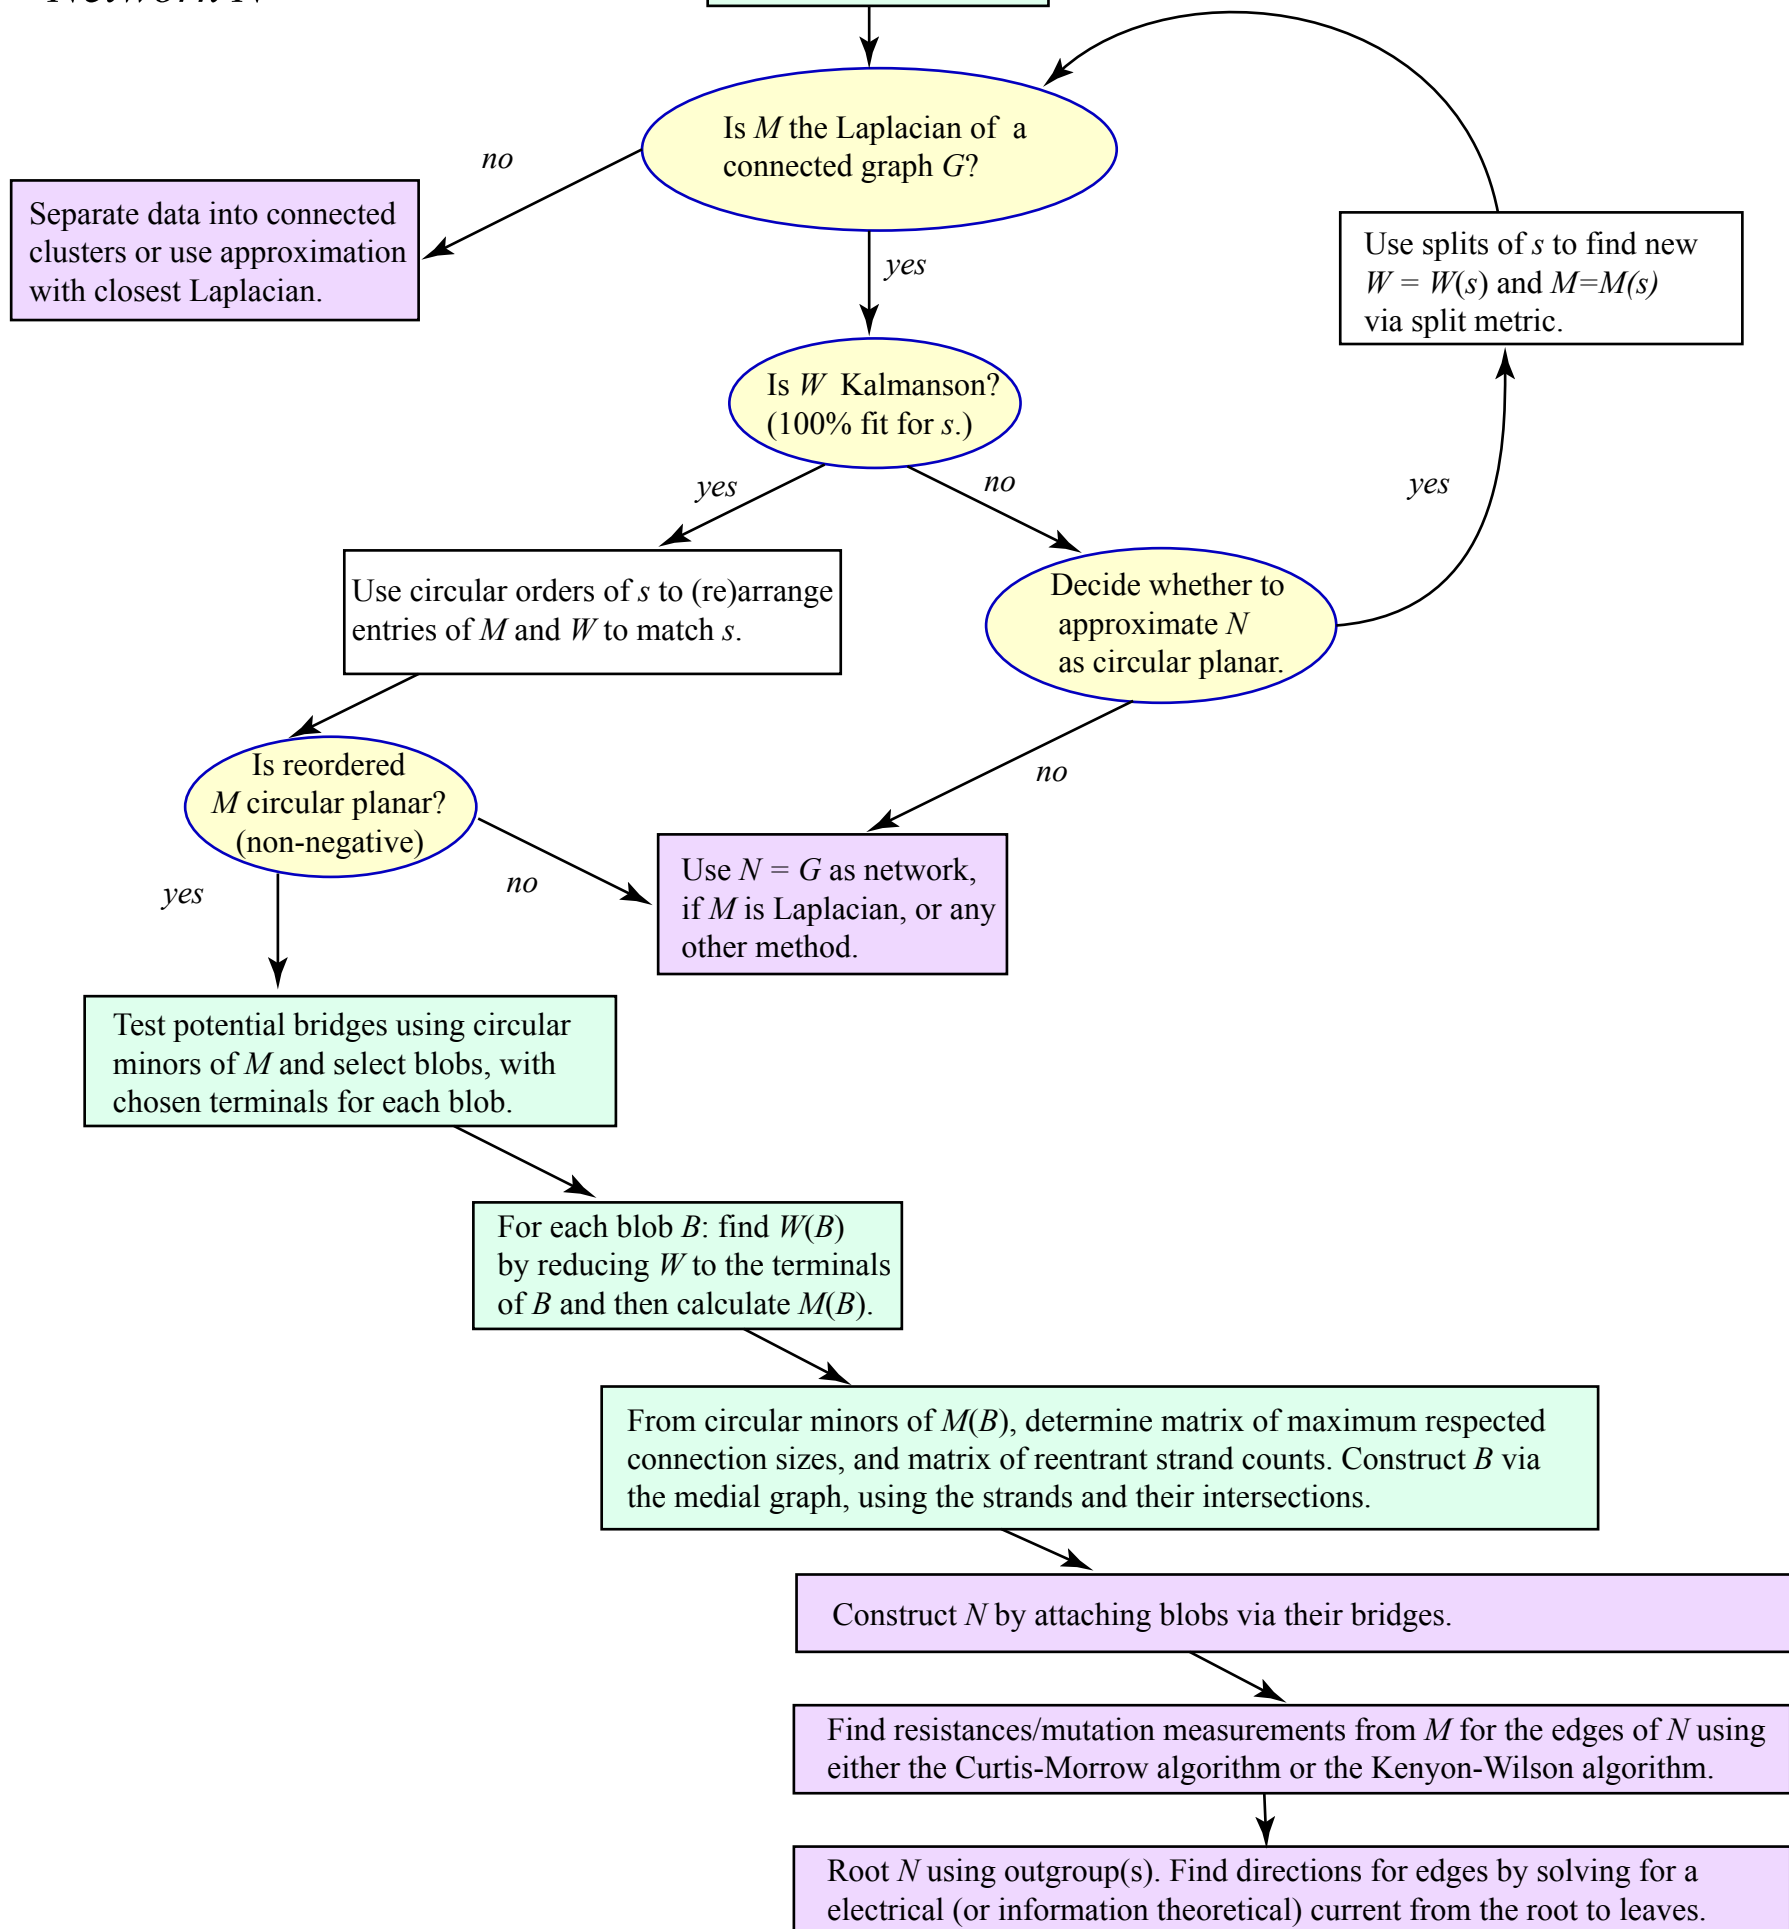 Network N
Is M the Laplacian of a
connected graph G?
no
Separate data into connected
clusters or use approximation
with closest Laplacian.
yes
Use splits of s to find new
W = W(s) and M=M(s)
via split metric.
Is W Kalmanson?
(100% fit for s.)
yes
no
yes
Use circular orders of s to (re)arrange
entries of M and W to match s.
Decide whether to
approximate N
as circular planar.
Is reordered
M circular planar?
(non-negative)
no
yes
no
Use N = G as network,
if M is Laplacian, or any
other method.
Test potential bridges using circular
minors of M and select blobs, with
chosen terminals for each blob.
For each blob B: find W(B)
by reducing W to the terminals
of B and then calculate M(B).
From circular minors of M(B), determine matrix of maximum respected
connection sizes, and matrix of reentrant strand counts. Construct B via
the medial graph, using the strands and their intersections.
Construct N by attaching blobs via their bridges.
Find resistances/mutation measurements from M for the edges of N using
either the Curtis-Morrow algorithm or the Kenyon-Wilson algorithm.
Root N using outgroup(s). Find directions for edges by solving for a
electrical (or information theoretical) current from the root to leaves.